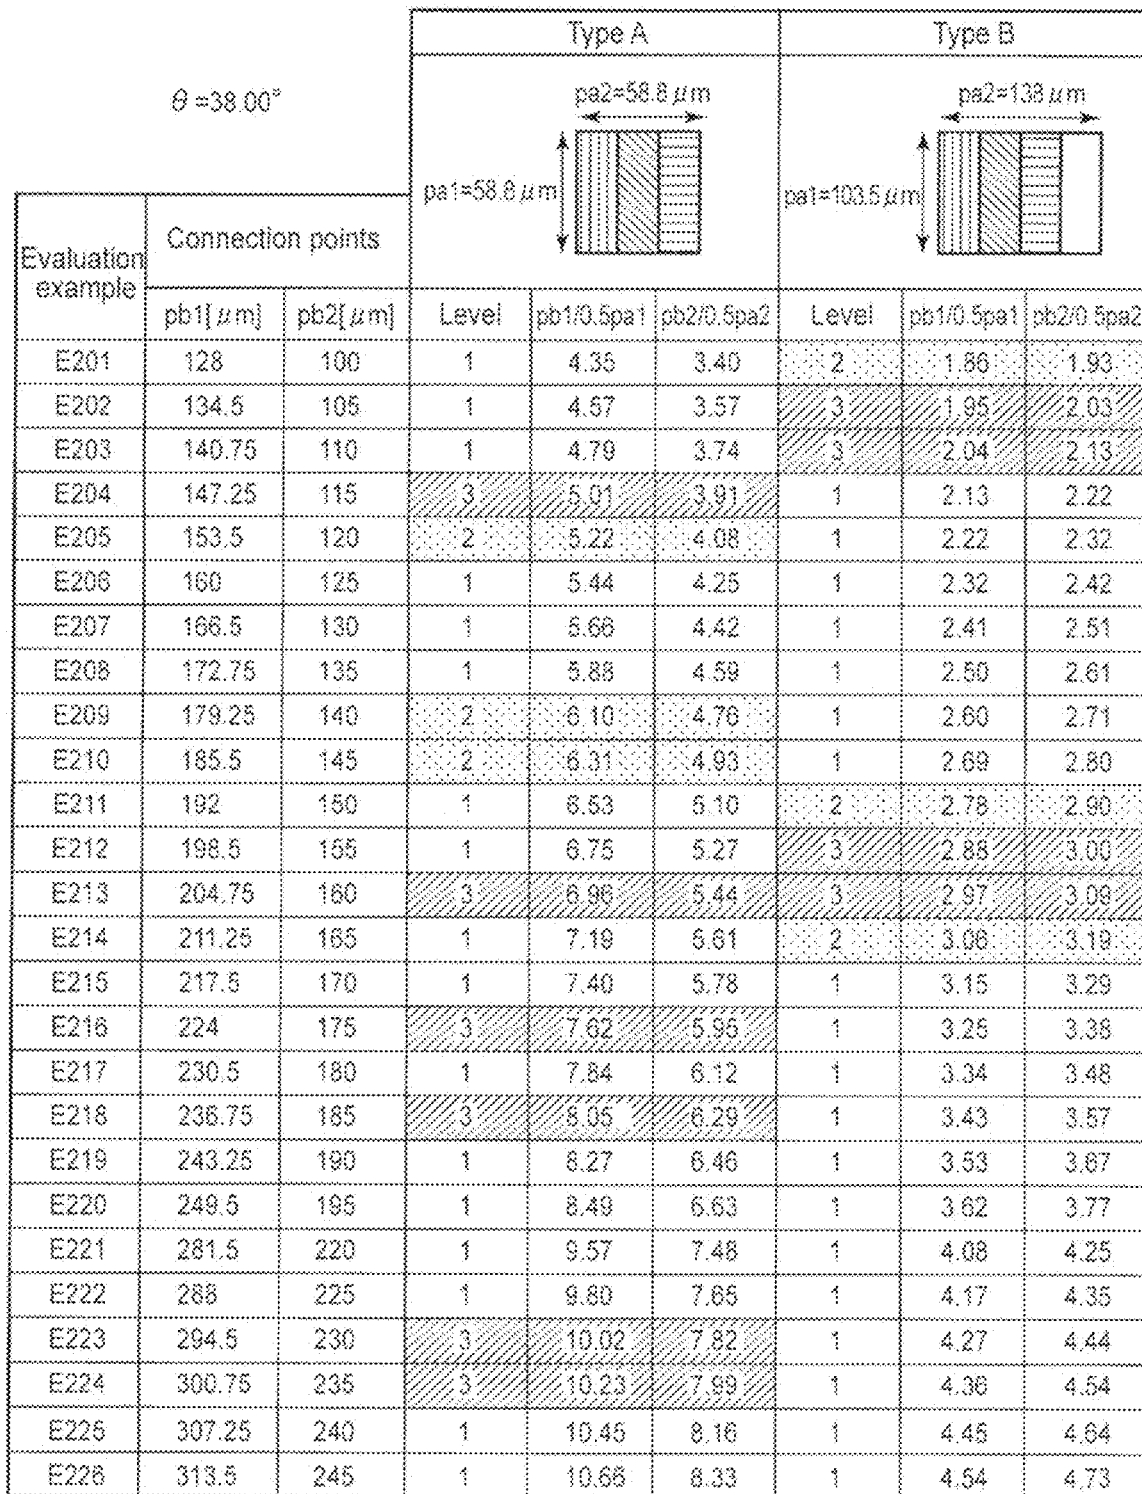 Type A Type B
θ =38.00°
pa2=58.8 μm pa2=138 μm
pa1=58.8 μm pa1=103.5 μm
Evaluation example Connection points
pb1[μm] pb2[μm] Level pb1/0.5pa1 pb2/0.5pa2 Level pb1/0.5pa1 pb2/0.5pa2
E201 128 100 1 4.35 3.40 2 1.86 1.93
E202 134.5 105 1 4.57 3.57 3 1.95 2.03
E203 140.75 110 1 4.79 3.74 3 2.04 2.13
E204 147.25 115 3 5.01 3.91 1 2.13 2.22
E205 153.5 120 2 5.22 4.08 1 2.22 2.32
E206 160 125 1 5.44 4.25 1 2.32 2.42
E207 166.5 130 1 5.66 4.42 1 2.41 2.51
E208 172.75 135 1 5.88 4.59 1 2.50 2.61
E209 179.25 140 2 6.10 4.76 1 2.60 2.71
E210 185.5 145 2 6.31 4.93 1 2.69 2.80
E211 192 150 1 6.53 5.10 2 2.78 2.90
E212 198.5 155 1 6.75 5.27 3 2.88 3.00
E213 204.75 160 3 6.96 5.44 3 2.97 3.09
E214 211.25 165 1 7.19 5.61 2 3.06 3.19
E215 217.5 170 1 7.40 5.78 1 3.15 3.29
E216 224 175 3 7.62 5.95 1 3.25 3.38
E217 230.5 180 1 7.84 6.12 1 3.34 3.48
E218 236.75 185 3 8.05 6.29 1 3.43 3.57
E219 243.25 190 1 8.27 6.46 1 3.53 3.67
E220 249.5 195 1 8.49 6.63 1 3.62 3.77
E221 281.5 220 1 9.57 7.48 1 4.08 4.25
E222 288 225 1 9.80 7.65 1 4.17 4.35
E223 294.5 230 3 10.02 7.82 1 4.27 4.44
E224 300.75 235 3 10.23 7.99 1 4.36 4.54
E225 307.25 240 1 10.45 8.16 1 4.45 4.64
E226 313.5 245 1 10.66 8.33 1 4.54 4.73